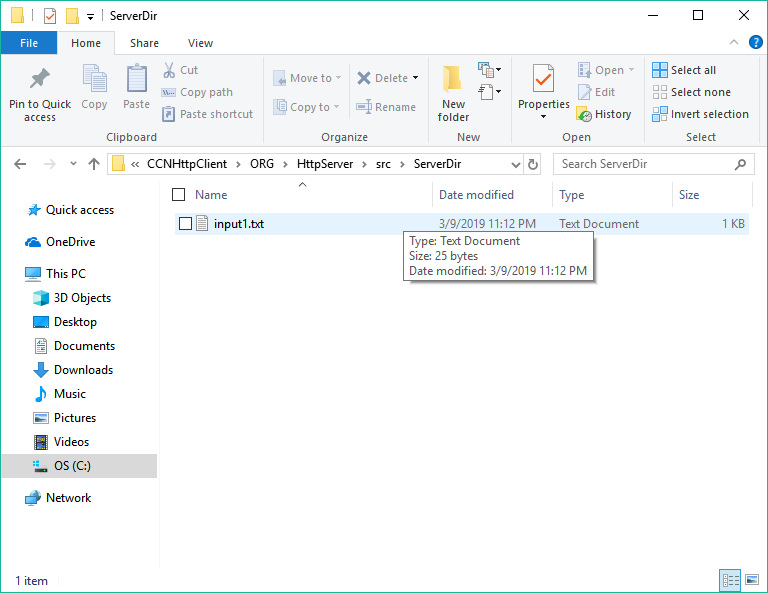 ServerDir
File Home Share View
Pin to Quick access
Copy
Paste
Cut
Copy path
Paste shortcut
Clipboard
Move to
Copy to
Delete
Rename
Organize
New folder
New
Properties
Open
Edit
History
Open
Select all
Select none
Invert selection
Select
« CCNHttpClient > ORG > HttpServer > src > ServerDir
Search ServerDir
Name Date modified Type Size
input1.txt 3/9/2019 11:12 PM Text Document 1 KB
Type: Text Document
Size: 25 bytes
Date modified: 3/9/2019 11:12 PM
Quick access
OneDrive
This PC
3D Objects
Desktop
Documents
Downloads
Music
Pictures
Videos
OS (C:)
Network
1 item